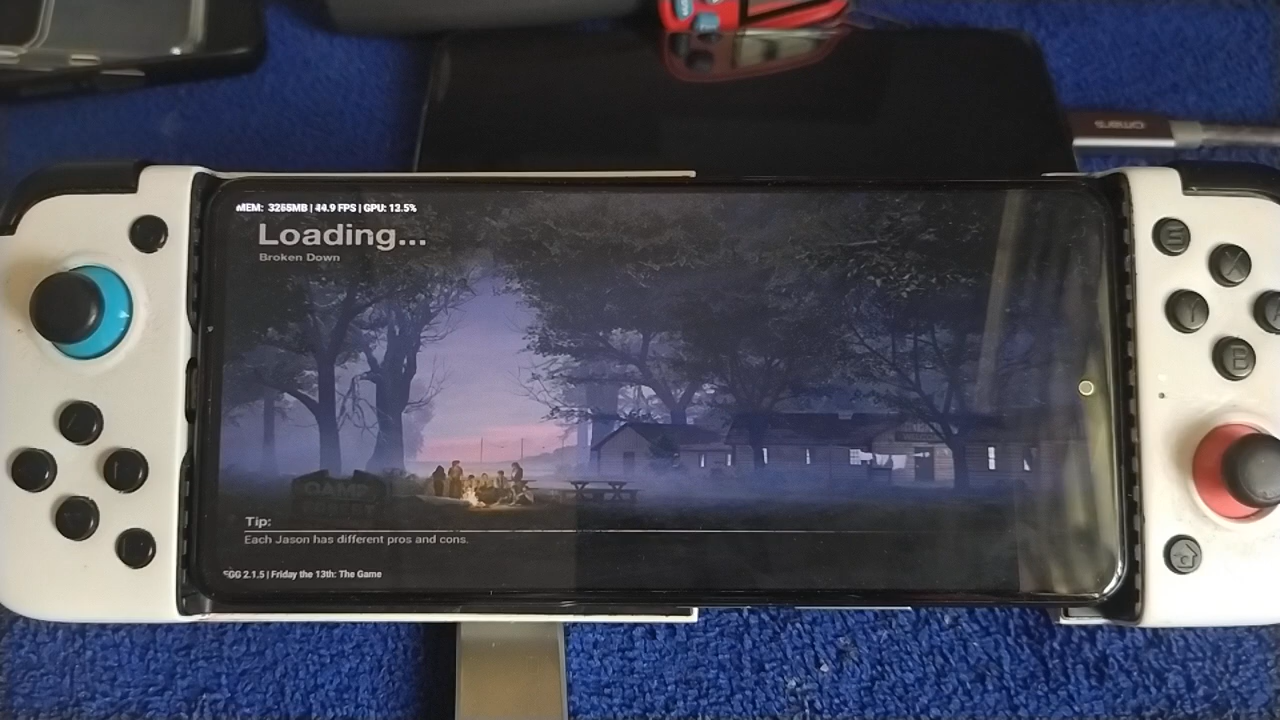 MEM: 3265MB | 44.9 FPS | GPU: 13.5%
Loading...
Broken Down
CAMP
Tip:
Each Jason has different pros and cons.
EGG 2.1.5 | Friday the 13th: The Game
X
Y
A
B